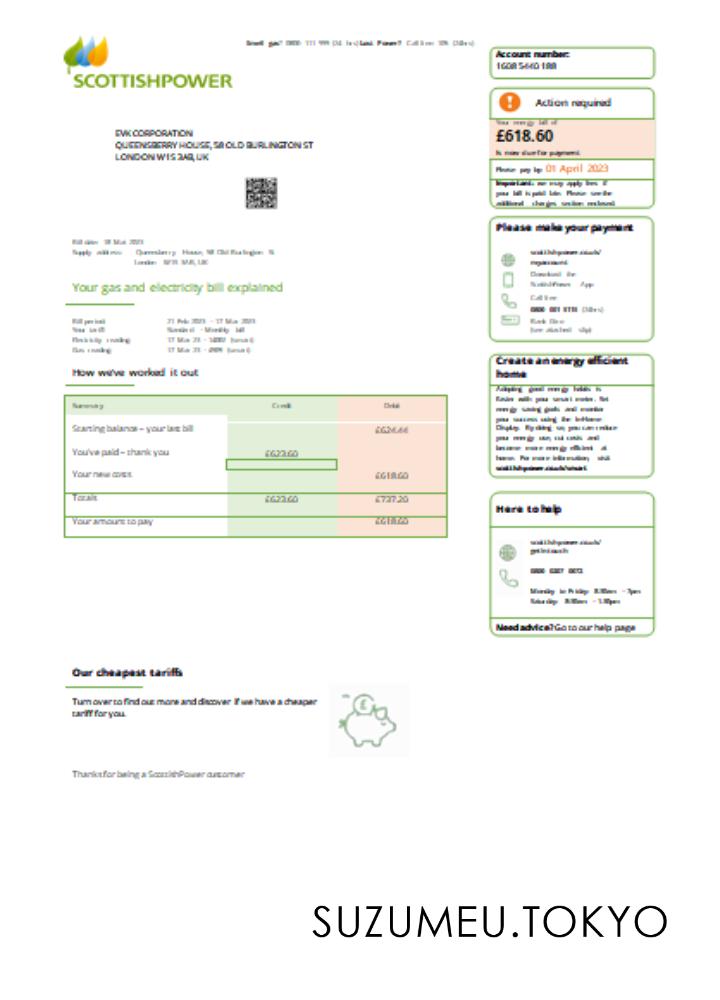 Smell gas? 0800 111 999 (24 hrs) Lost Power? Call free 105 (24hrs)
SCOTTISHPOWER
Account number:
1608 5440 188
Action required
Your energy bill of
£618.60
is now due for payment
Please pay by 01 April 2023
Important: we may apply fees if
your bill is paid late. Please see the
additional charges section enclosed
EVK CORPORATION
QUEENSBERRY HOUSE, 58 OLD BURLINGTON ST
LONDON W1S 3AB, UK
Bill date: 18 Mar 2023
Supply address: Queensberry House, 58 Old Burlington St
London W1S 3AB, UK
Your gas and electricity bill explained
Bill period 21 Feb 2023 - 17 Mar 2023
Your tariff Standard - Monthly bill
Electricity reading 17 Mar 23 - (smart)
Gas reading 17 Mar 23 - (smart)
How we've worked it out
Summary Credit Debit
Starting balance – your last bill £624.44
You've paid – thank you £623.60
Your new costs £618.60
Totals £623.60 £737.20
Your amount to pay £618.60
Please make your payment
scottishpower.co.uk/
myaccount
Download the
ScottishPower App
Call free
(24hrs)
Bank Giro
(see attached slip)
Create an energy efficient
home
Adopting good energy habits is
Easier with your smart meter. Set
energy saving goals and monitor
your success using the In-Home
Display. By doing so, you can reduce
your energy use, cut costs and
become more energy efficient at
home. For more information, visit
scottishpower.co.uk/smart
Here to help
scottishpower.co.uk/
getintouch
Monday to Friday 8:30am - 7pm
Saturday 8:30am - 1:30pm
Need advice? Go to our help page
Our cheapest tariffs
Turn over to find out more and discover if we have a cheaper
tariff for you.
Thanks for being a ScottishPower customer
SUZUMEU.TOKYO